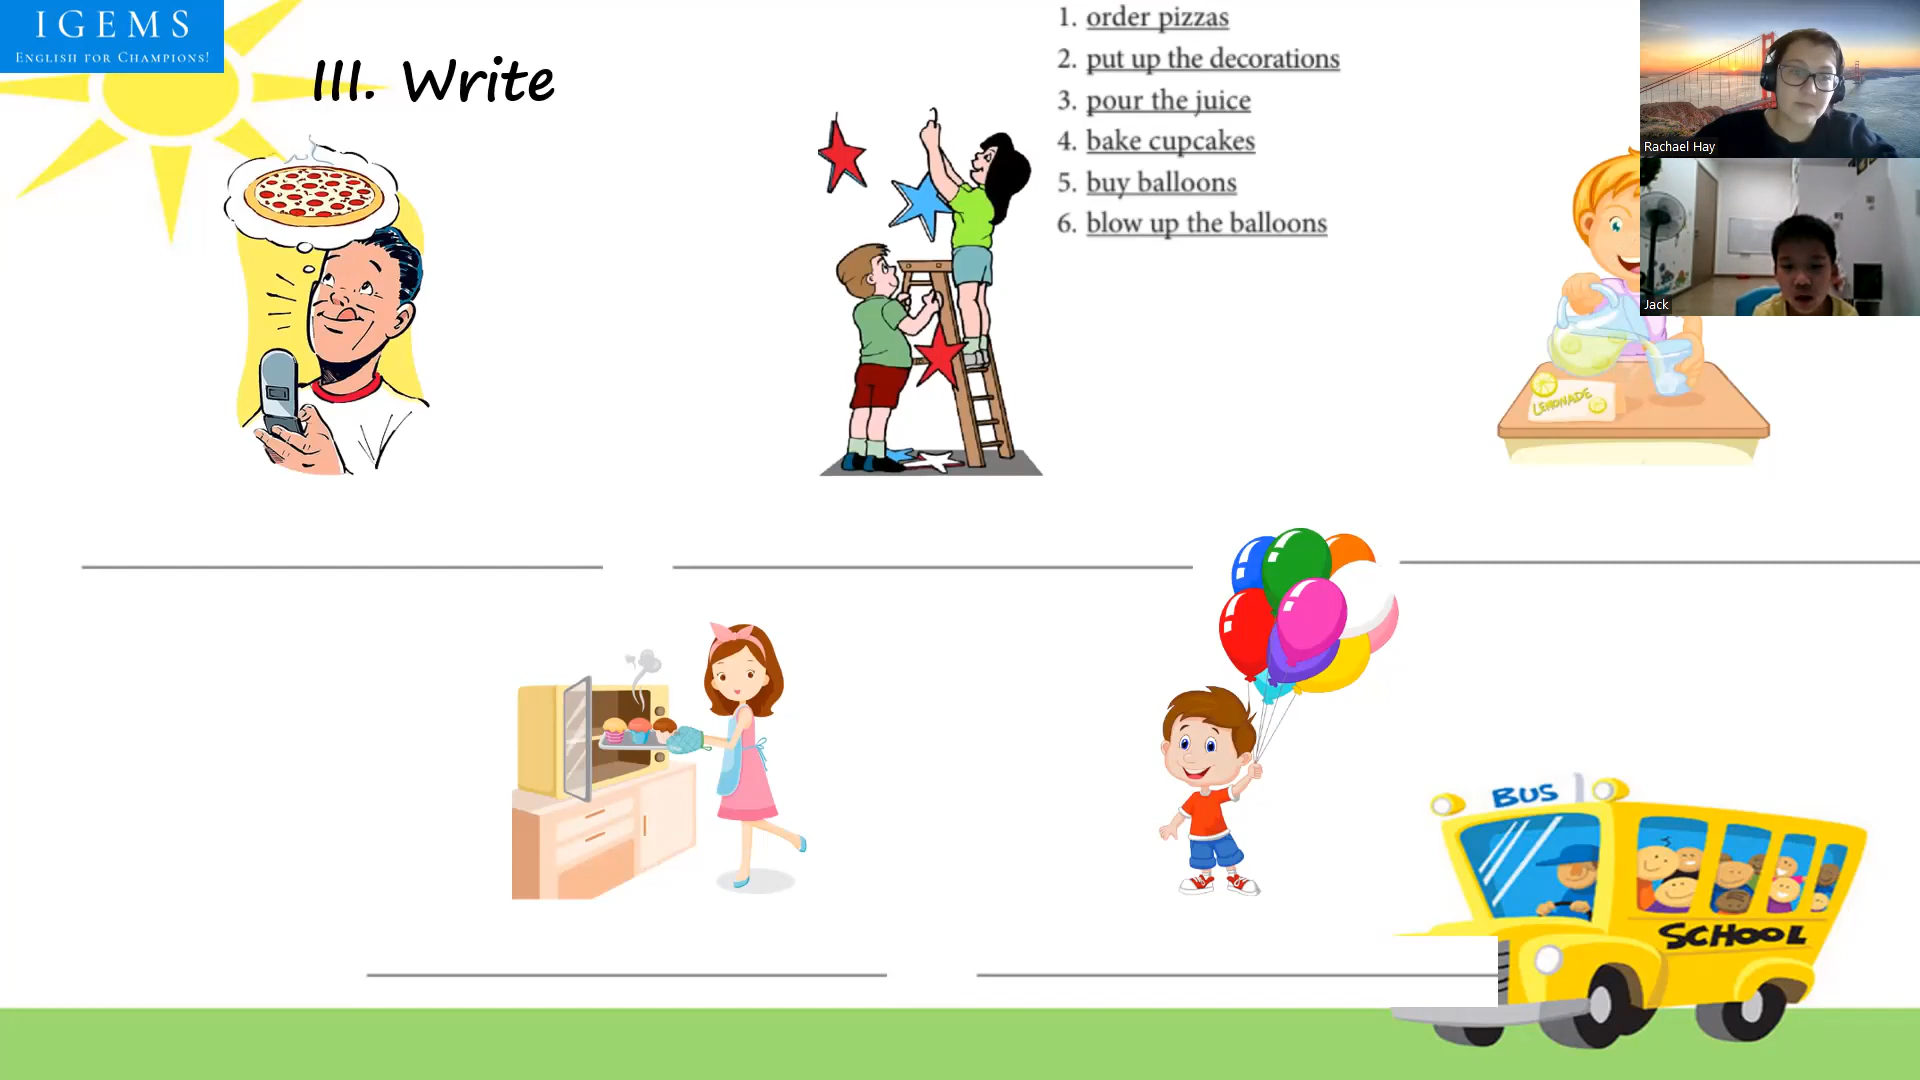 IGEMS
ENGLISH FOR CHAMPIONS!
III. Write
1. order pizzas
2. put up the decorations
3. pour the juice
4. bake cupcakes
5. buy balloons
6. blow up the balloons
Rachael Hay
Jack
LEMONADE
BUS
SCHOOL